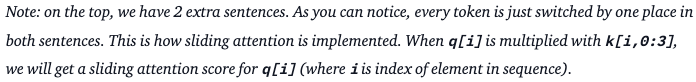 Note: on the top, we have 2 extra sentences. As you can notice, every token is just switched by one place in
both sentences. This is how sliding attention is implemented. When q[i] is multiplied with k[i,0:3],
we will get a sliding attention score for q[i] (where i is index of element in sequence).